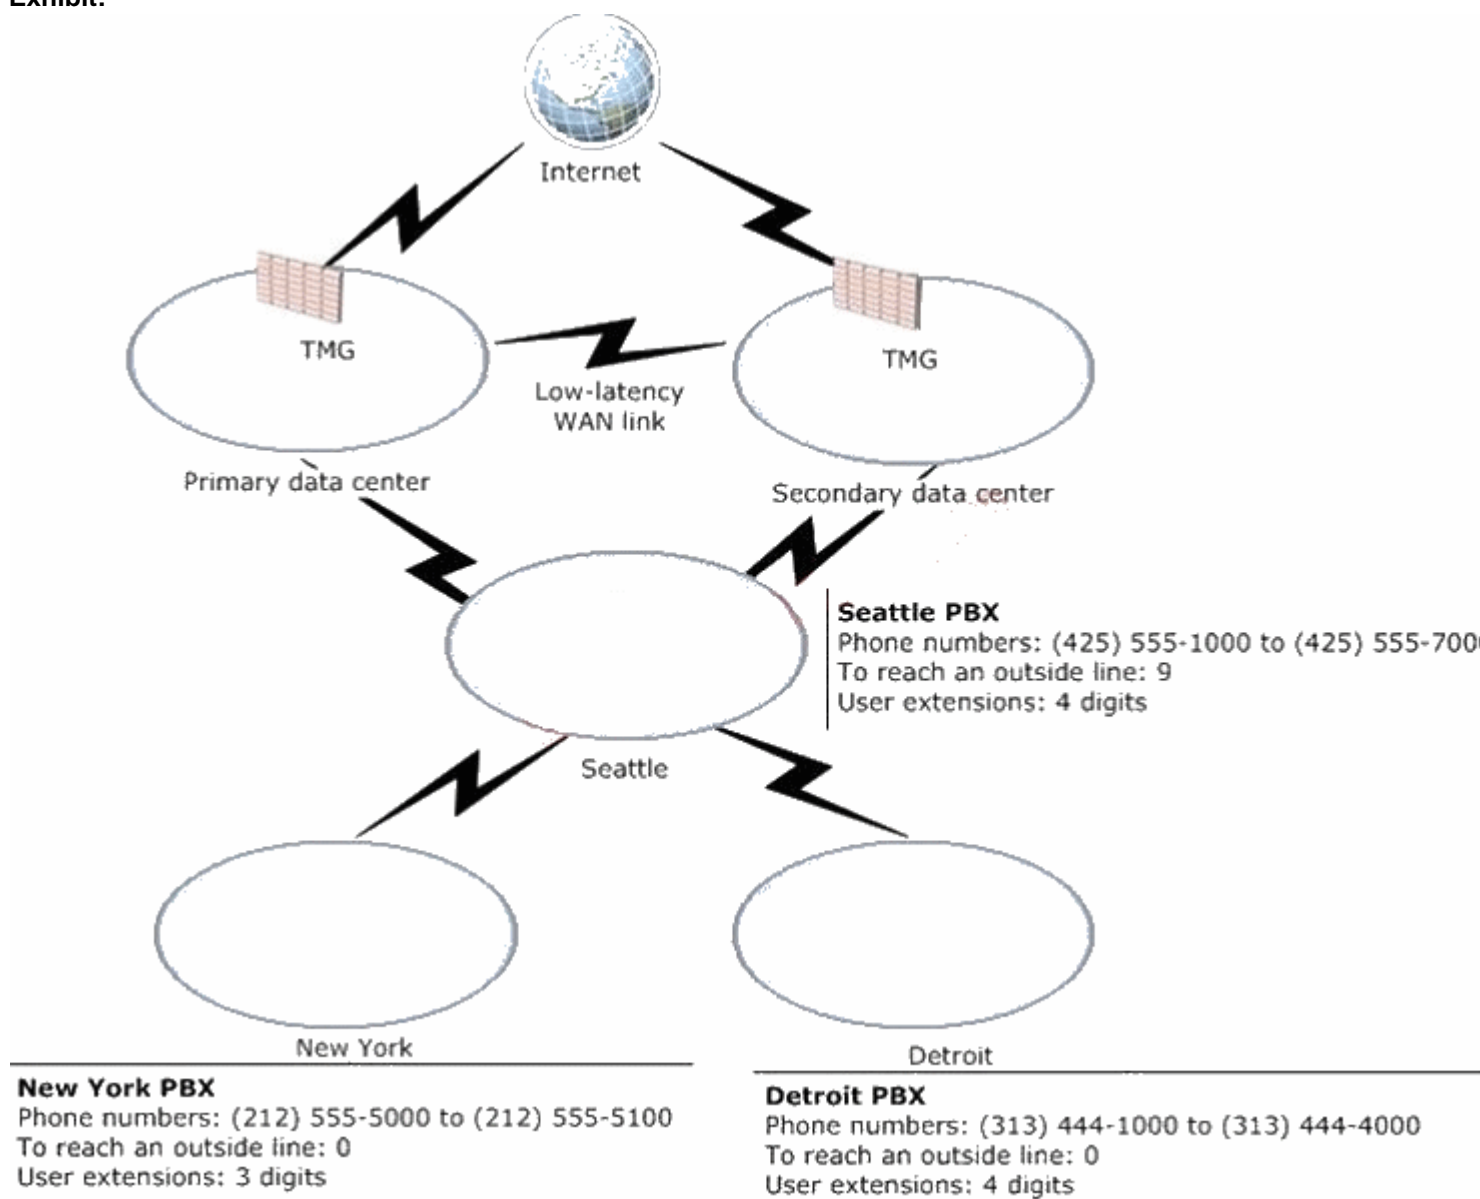 Exhibit:
Internet
TMG
TMG
Low-latency
WAN link
Primary data center
Secondary data center
Seattle PBX
Phone numbers: (425) 555-1000 to (425) 555-700
To reach an outside line: 9
User extensions: 4 digits
Seattle
New York
Detroit
New York PBX
Phone numbers: (212) 555-5000 to (212) 555-5100
To reach an outside line: 0
User extensions: 3 digits
Detroit PBX
Phone numbers: (313) 444-1000 to (313) 444-4000
To reach an outside line: 0
User extensions: 4 digits